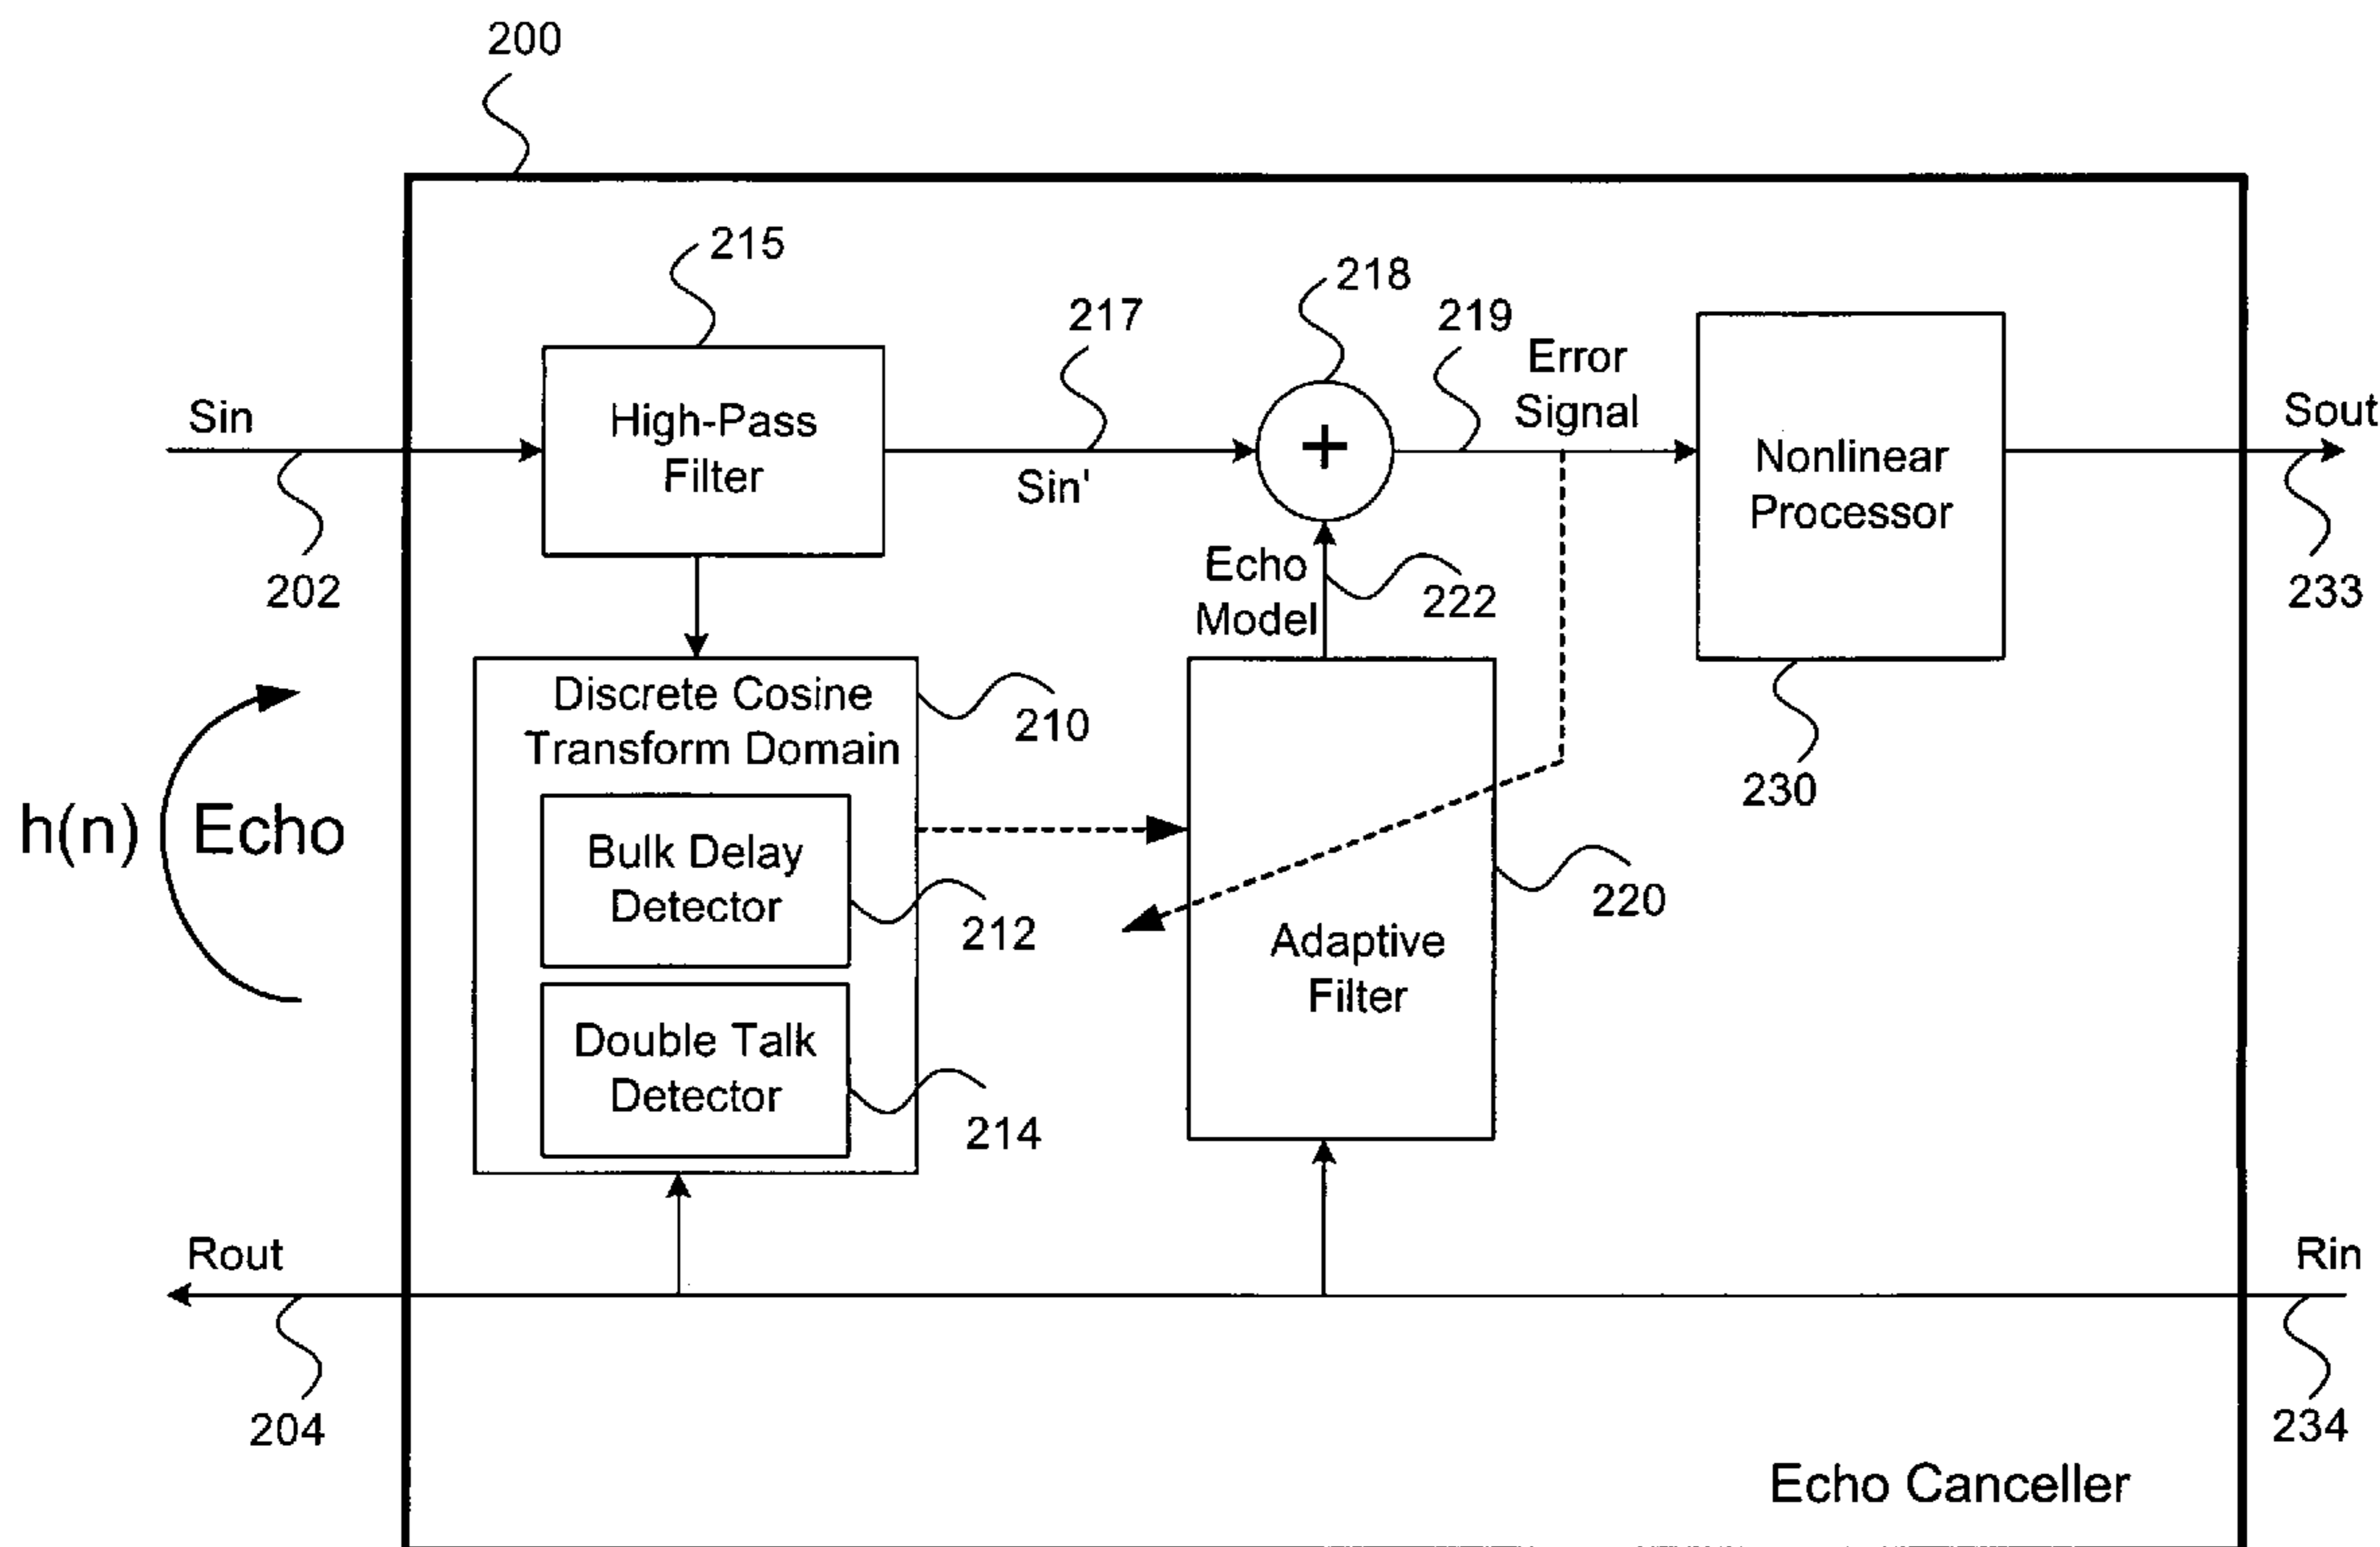 200
215
218
217
219
Error
Signal
Sin
High-Pass
Filter
+
Sout
Nonlinear
Processor
Sin'
202
Echo
Model
222
233
Discrete Cosine
Transform Domain
210
230
h(n)
Echo
Bulk Delay
Detector
212
220
Adaptive
Filter
Double Talk
Detector
214
Rout
Rin
204
234
Echo Canceller